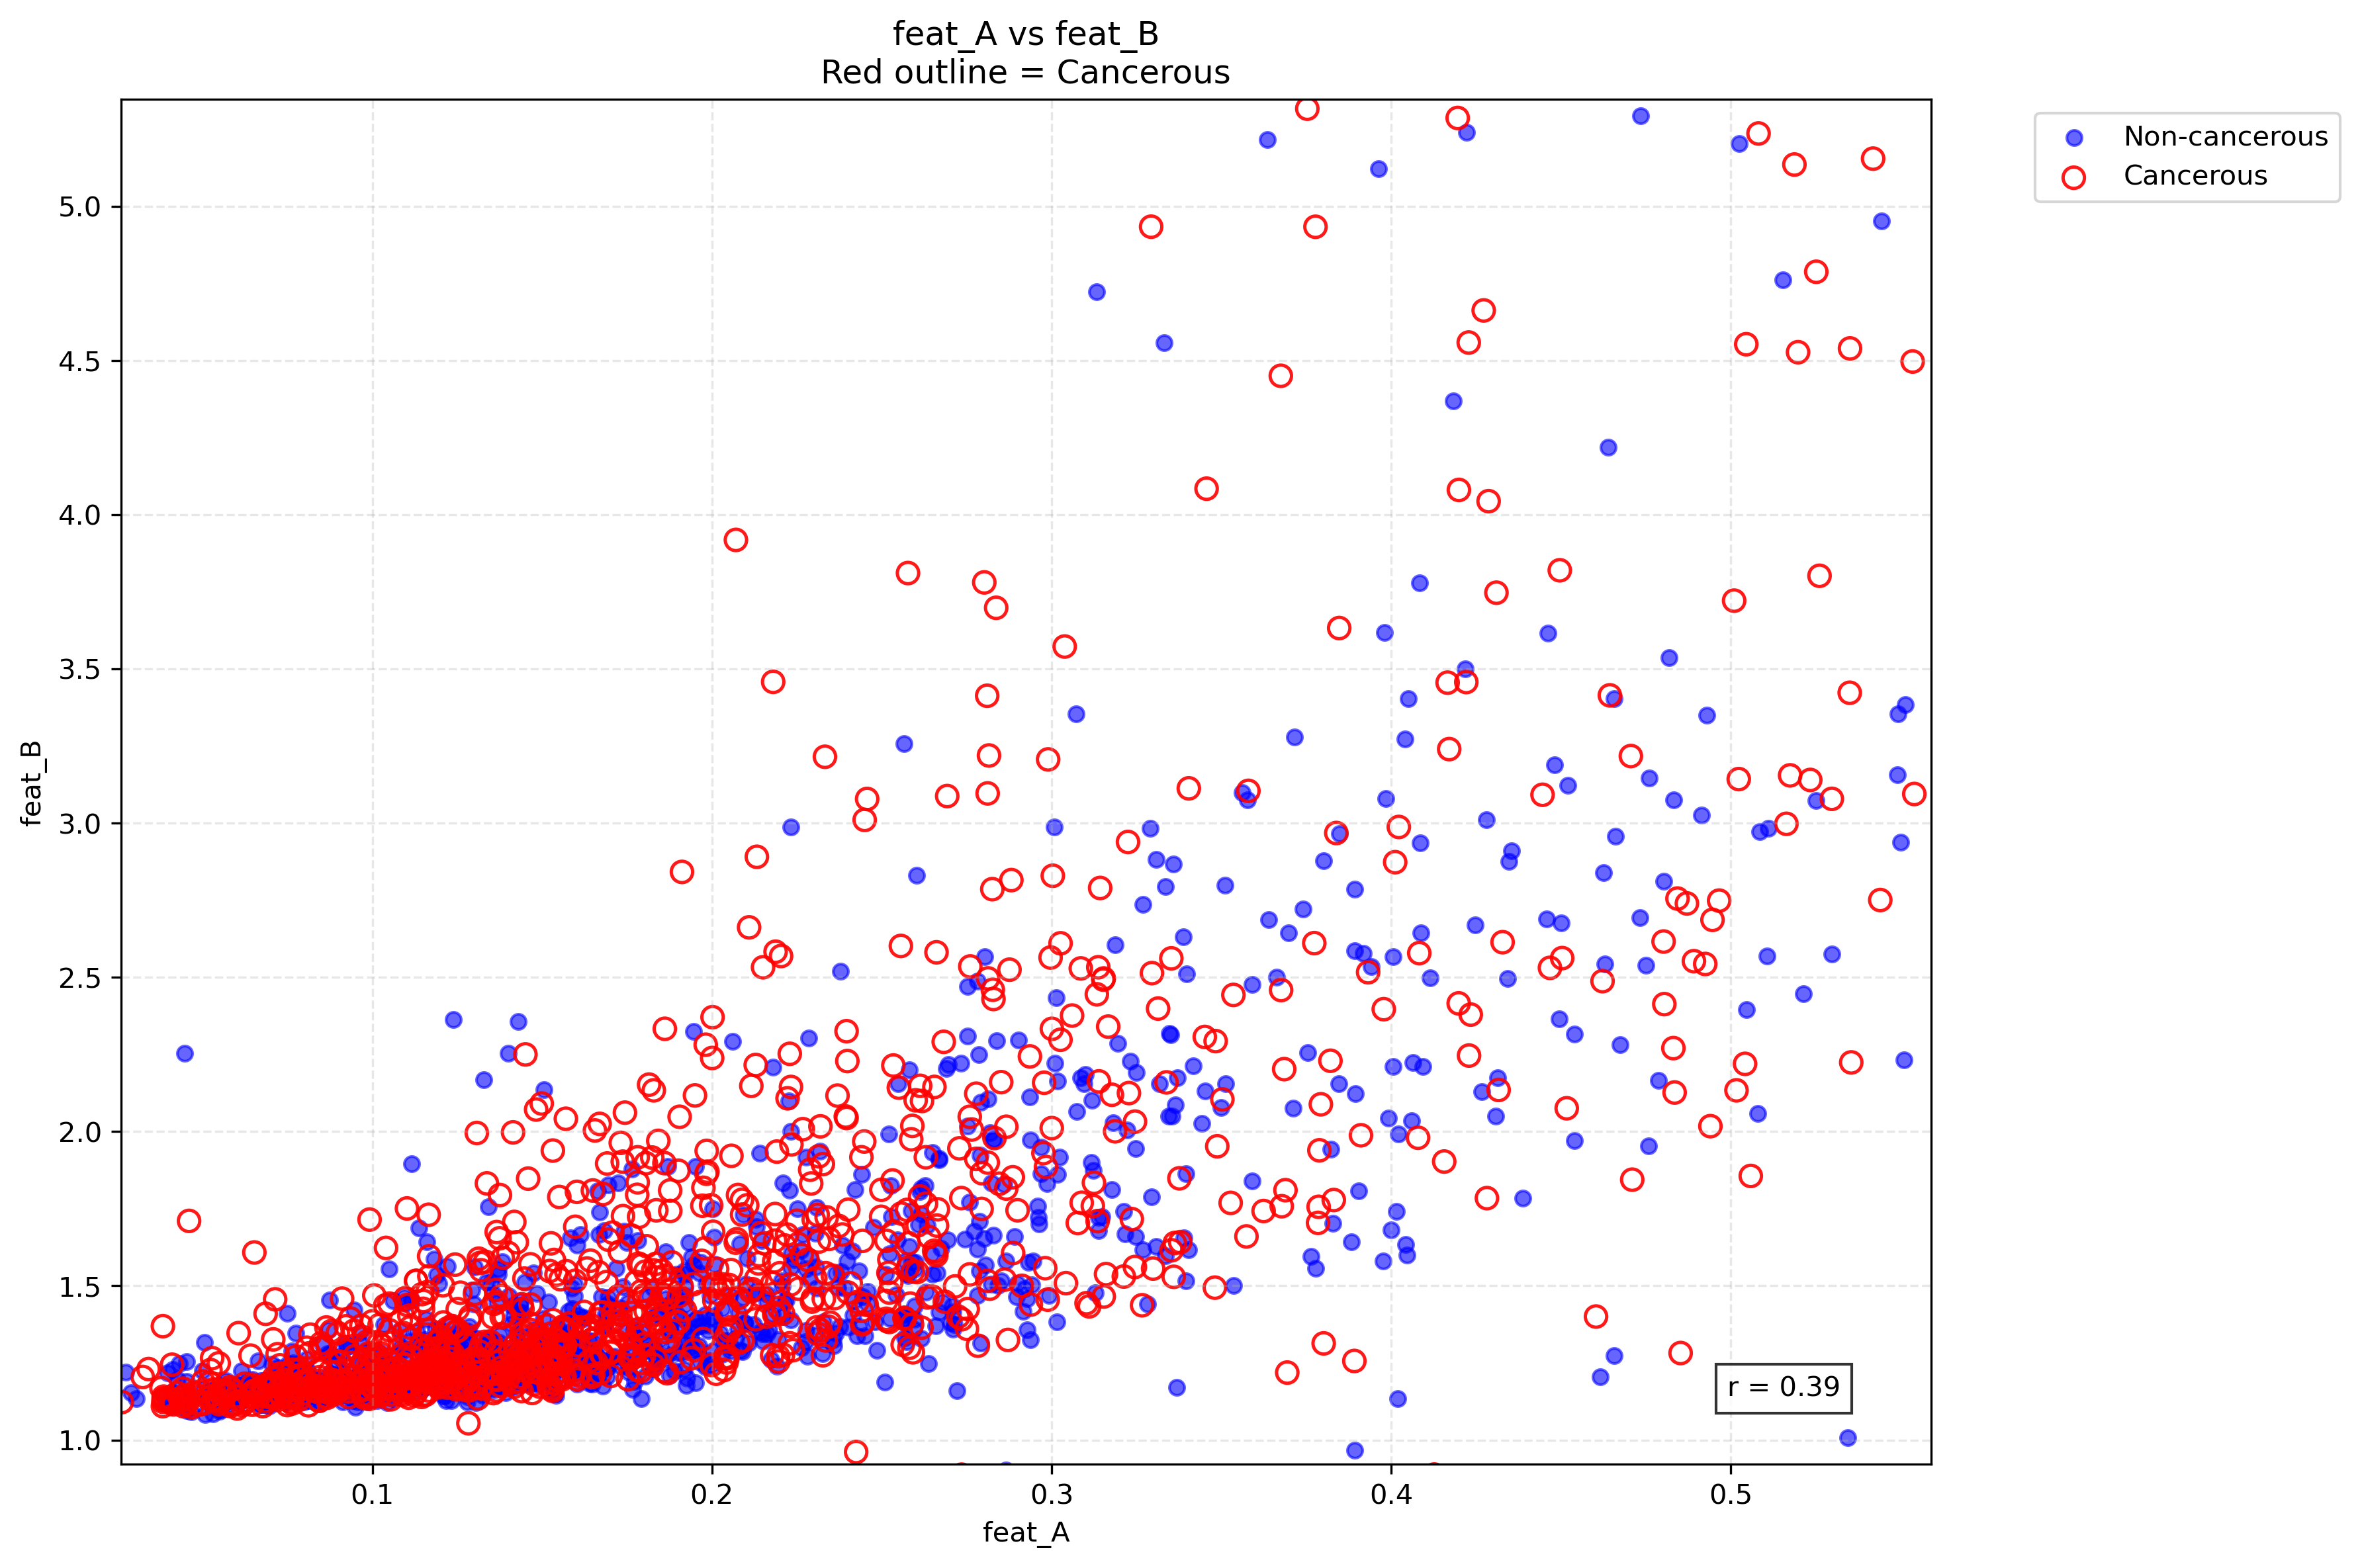 feat_A vs feat_B
Red outline = Cancerous
Non-cancerous
Cancerous
5.0
4.5
4.0
3.5
3.0
2.5
2.0
1.5
1.0
feat_B
r = 0.39
0.1
0.2
0.3
0.4
0.5
feat_A